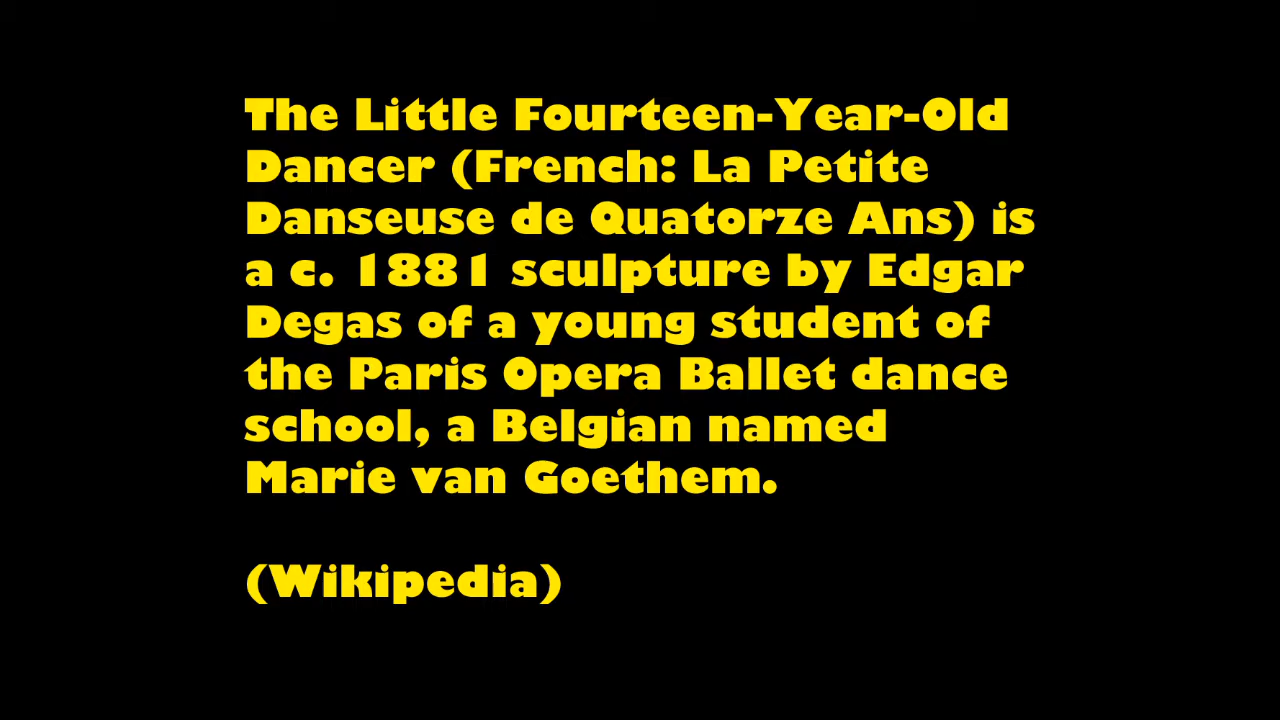 The Little Fourteen-Year-Old
Dancer (French: La Petite
Danseuse de Quatorze Ans) is
a c. 1881 sculpture by Edgar
Degas of a young student of
the Paris Opera Ballet dance
school, a Belgian named
Marie van Goethem.
(Wikipedia)